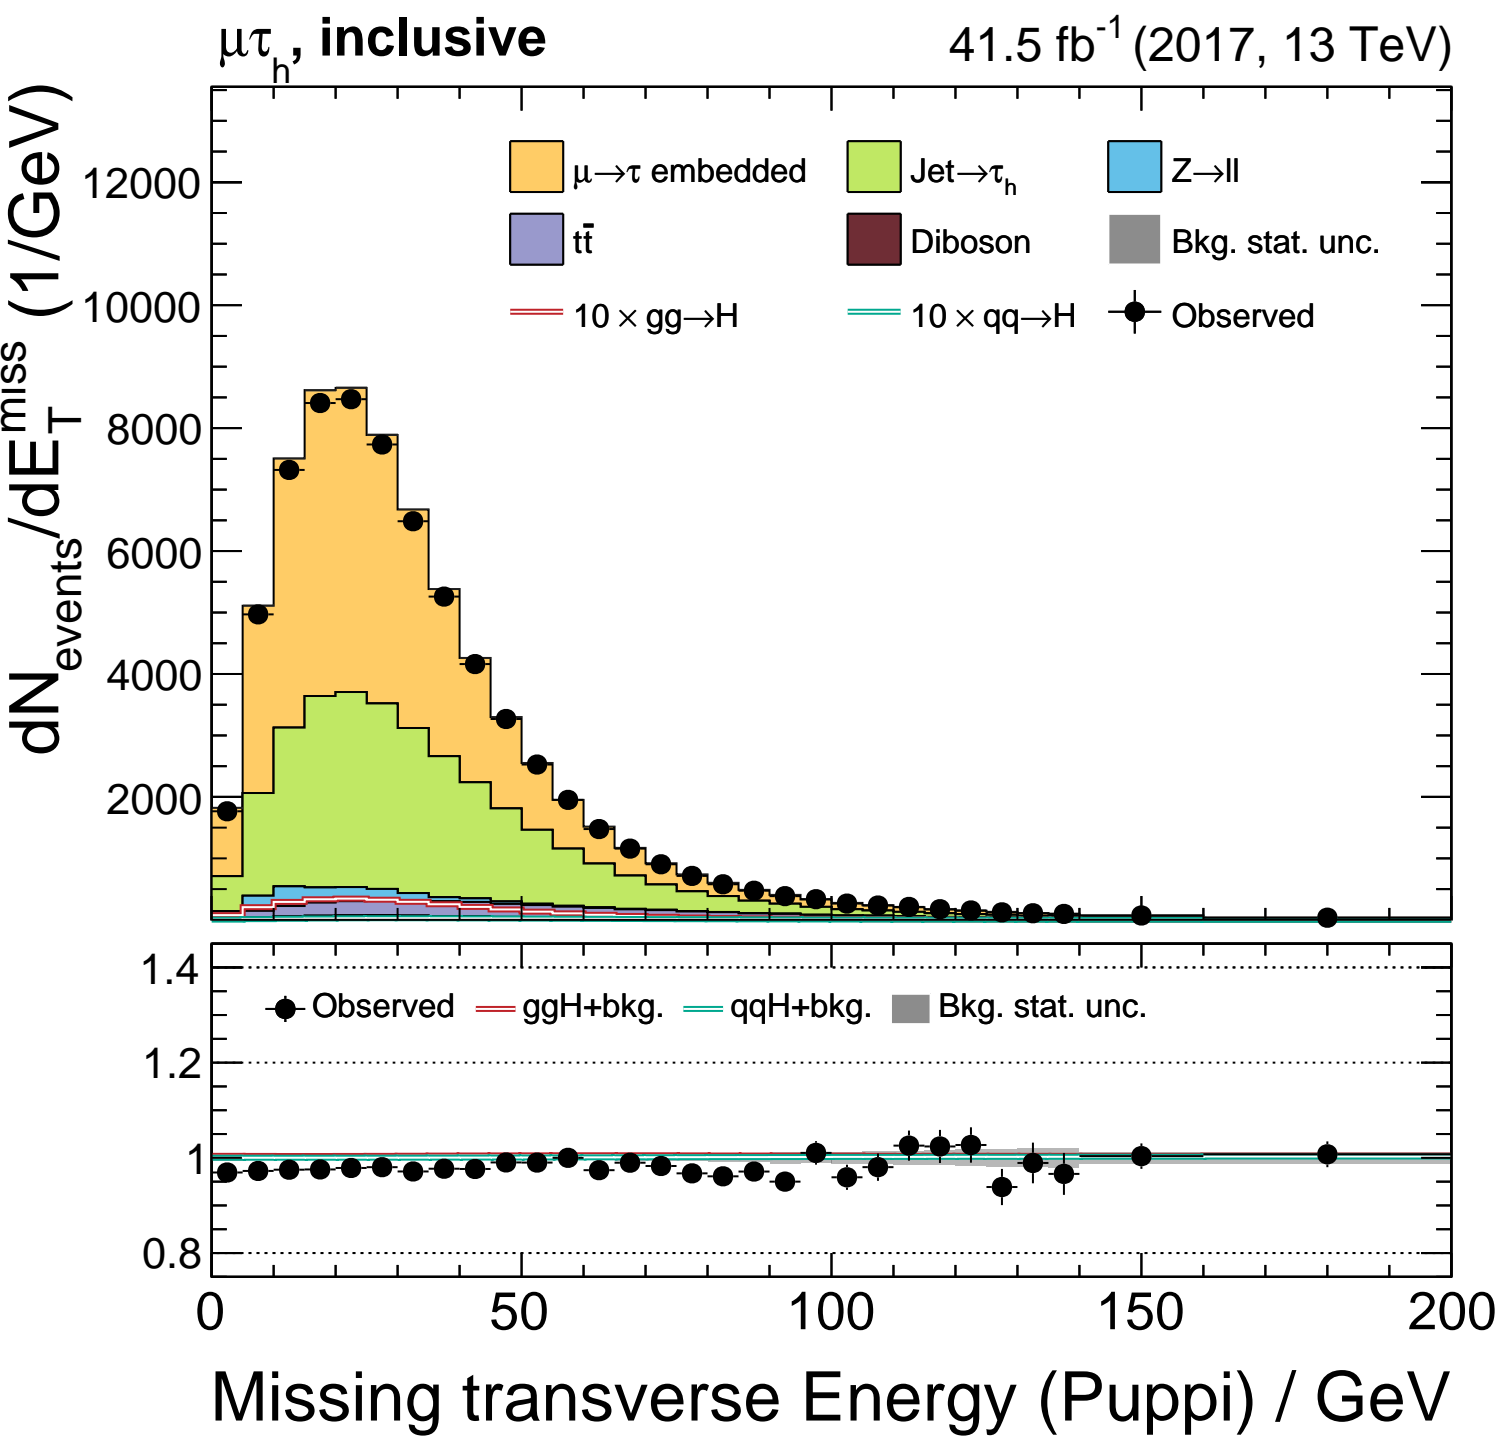 μτh, inclusive 41.5 fb-1 (2017, 13 TeV)
dNevents/dETmiss (1/GeV)
μ→τ embedded Jet→τh Z→ll
tt̄ Diboson Bkg. stat. unc.
10 × gg→H 10 × qq→H Observed
12000
10000
8000
6000
4000
2000
1.4
Observed ggH+bkg. qqH+bkg. Bkg. stat. unc.
1.2
1
0.8
0 50 100 150 200
Missing transverse Energy (Puppi) / GeV